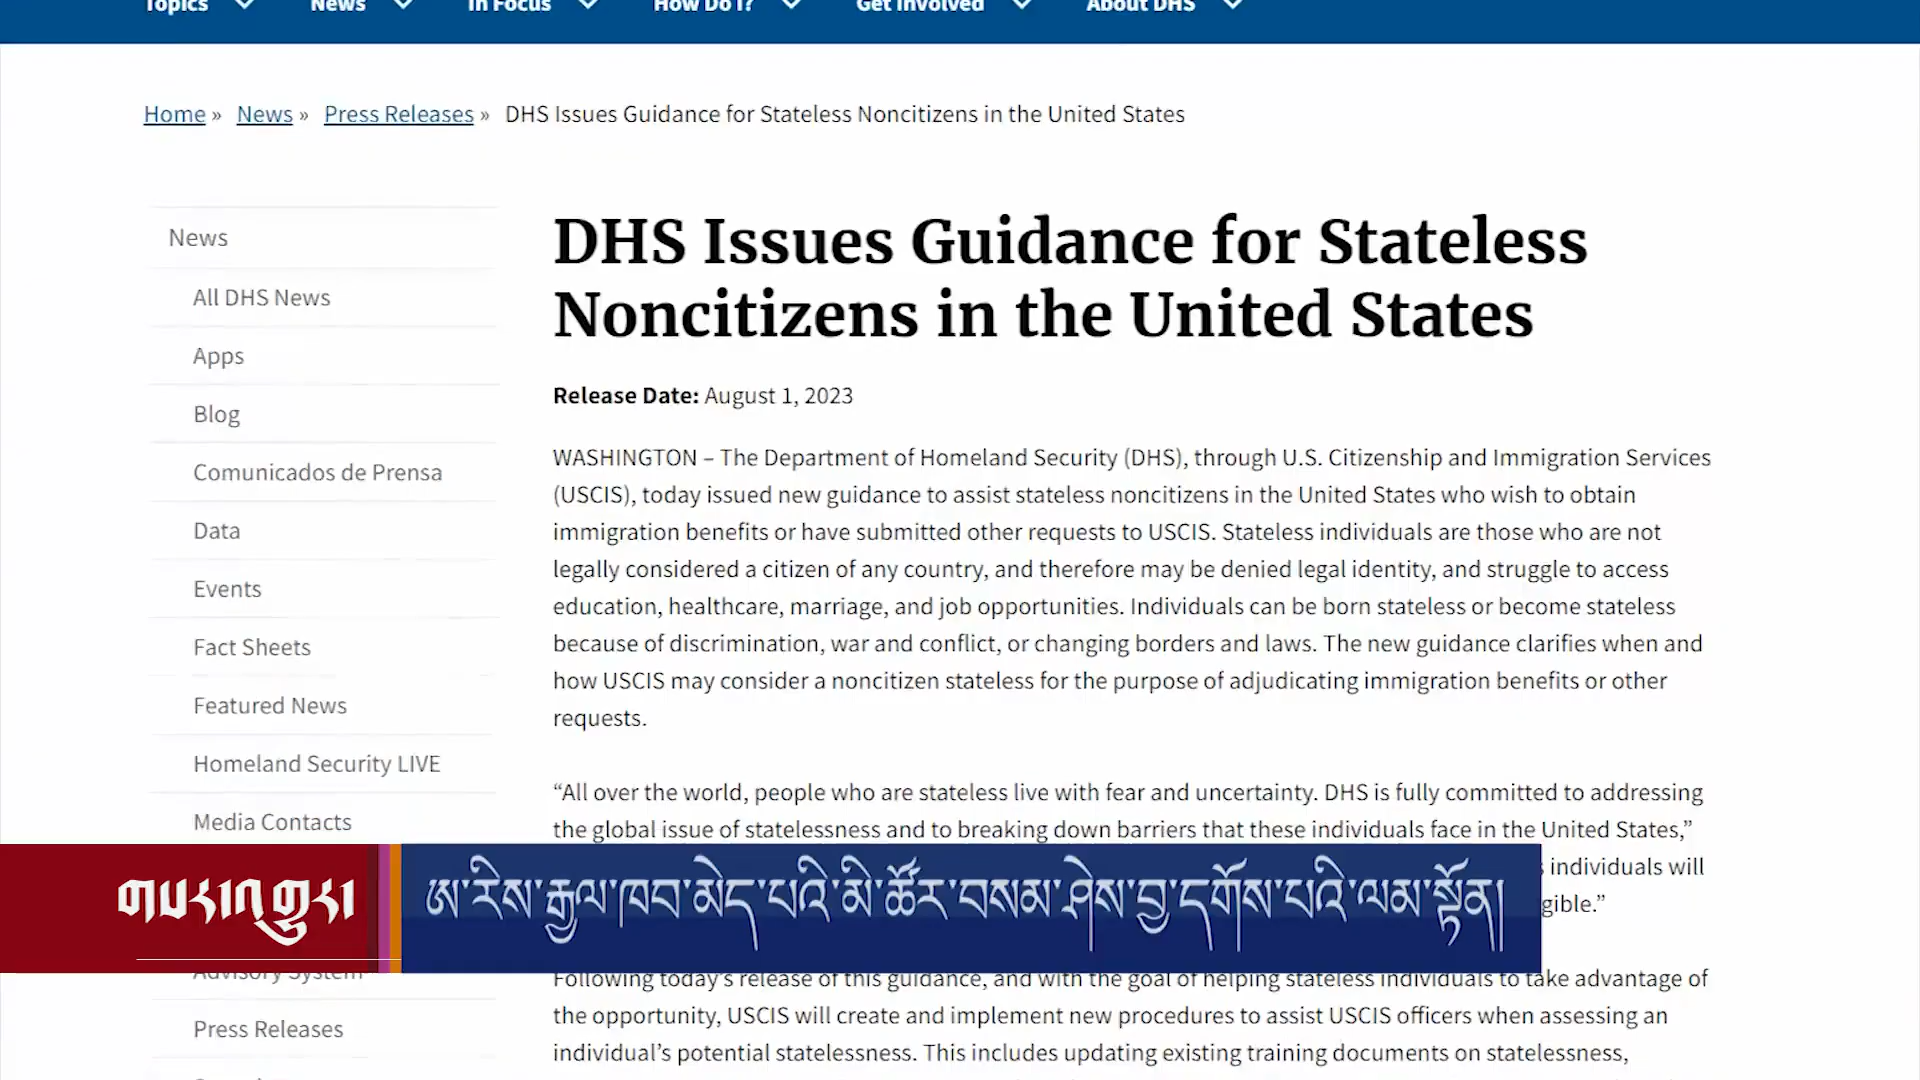 Topics News In Focus How Do I? Get Involved About DHS
Home » News » Press Releases » DHS Issues Guidance for Stateless Noncitizens in the United States
News
All DHS News
Apps
Blog
Comunicados de Prensa
Data
Events
Fact Sheets
Featured News
Homeland Security LIVE
Media Contacts
Advisory System
Press Releases
DHS Issues Guidance for Stateless
Noncitizens in the United States
Release Date: August 1, 2023
WASHINGTON – The Department of Homeland Security (DHS), through U.S. Citizenship and Immigration Services
(USCIS), today issued new guidance to assist stateless noncitizens in the United States who wish to obtain
immigration benefits or have submitted other requests to USCIS. Stateless individuals are those who are not
legally considered a citizen of any country, and therefore may be denied legal identity, and struggle to access
education, healthcare, marriage, and job opportunities. Individuals can be born stateless or become stateless
because of discrimination, war and conflict, or changing borders and laws. The new guidance clarifies when and
how USCIS may consider a noncitizen stateless for the purpose of adjudicating immigration benefits or other
requests.
“All over the world, people who are stateless live with fear and uncertainty. DHS is fully committed to addressing
the global issue of statelessness and to breaking down barriers that these individuals face in the United States,”
individuals will
gible.”
གསར་འགྱུར།
ཨ་རིས་རྒྱལ་ཁབ་མེད་པའི་མི་ཚོར་བསམ་ཤེས་བྱ་དགོས་པའི་ལམ་སྟོན།
Following today’s release of this guidance, and with the goal of helping stateless individuals to take advantage of
the opportunity, USCIS will create and implement new procedures to assist USCIS officers when assessing an
individual’s potential statelessness. This includes updating existing training documents on statelessness,